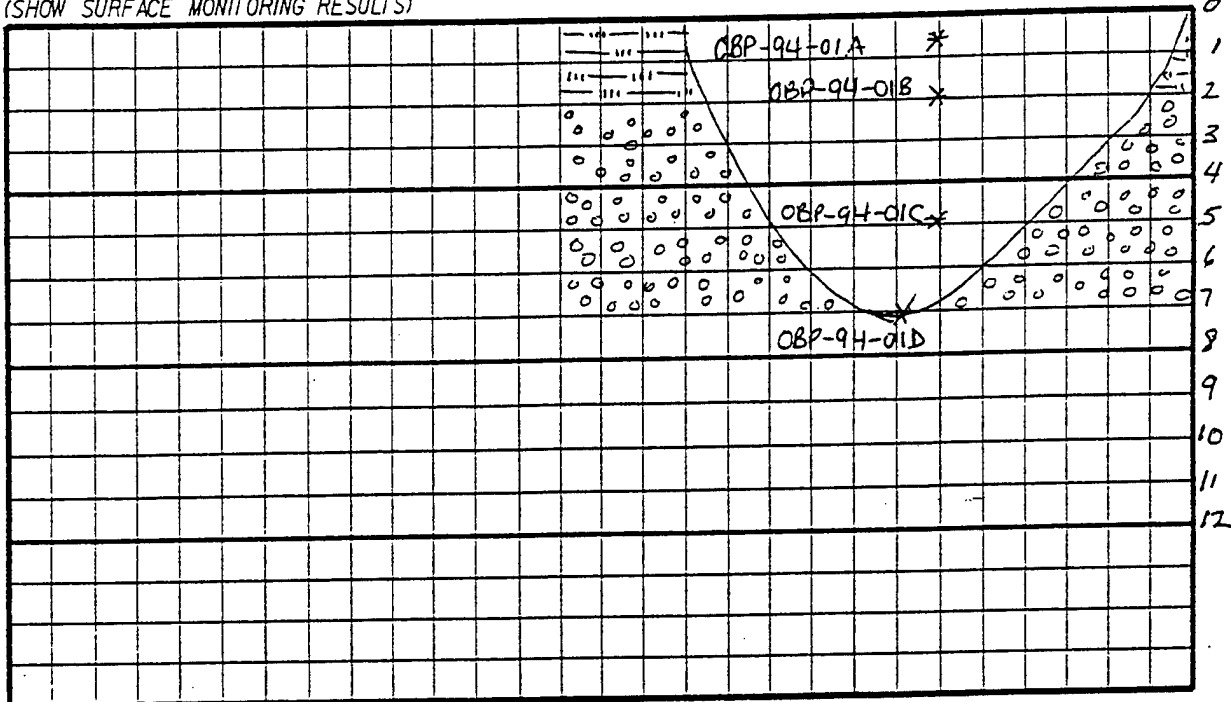 (SHOW SURFACE MONITORING RESULTS)
0
OBP-94-01A
1
OBP-94-01B
2
3
4
OBP-94-01C
5
6
7
OBP-94-01D
8
9
10
11
12